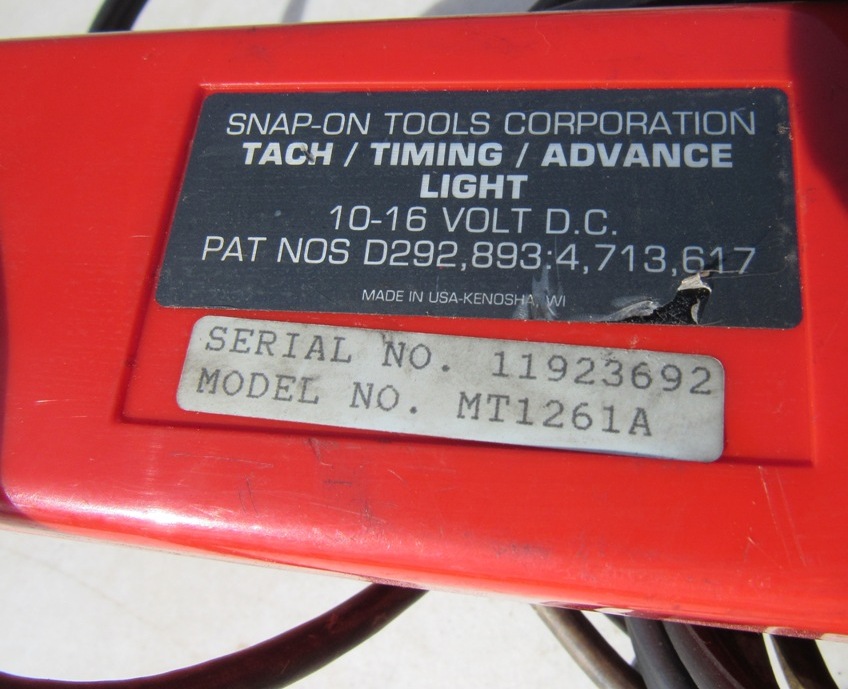 SNAP-ON TOOLS CORPORATION
TACH / TIMING / ADVANCE
LIGHT
10-16 VOLT D.C.
PAT NOS D292,893:4,713,617
MADE IN USA-KENOSHA, WI
SERIAL NO. 11923692
MODEL NO. MT1261A